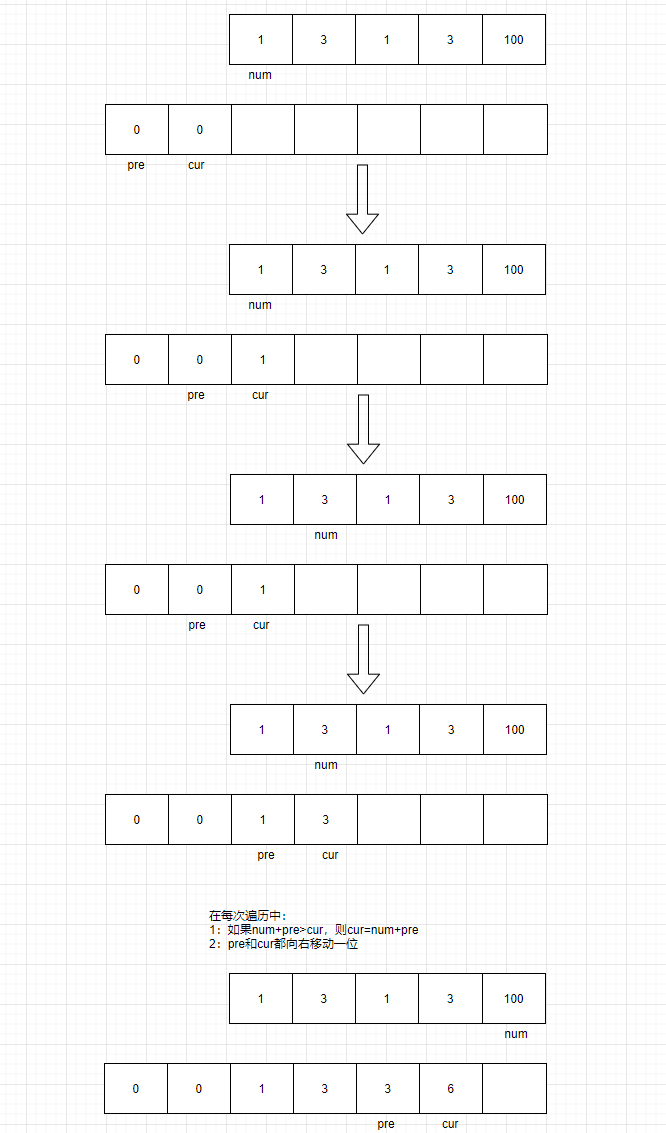 1 3 1 3 100
num
0 0
pre cur
1 3 1 3 100
num
0 0 1
pre cur
1 3 1 3 100
num
0 0 1
pre cur
1 3 1 3 100
num
0 0 1 3
pre cur
在每次遍历中：
1：如果num+pre>cur，则cur=num+pre
2：pre和cur都向右移动一位
1 3 1 3 100
num
0 0 1 3 3 6
pre cur